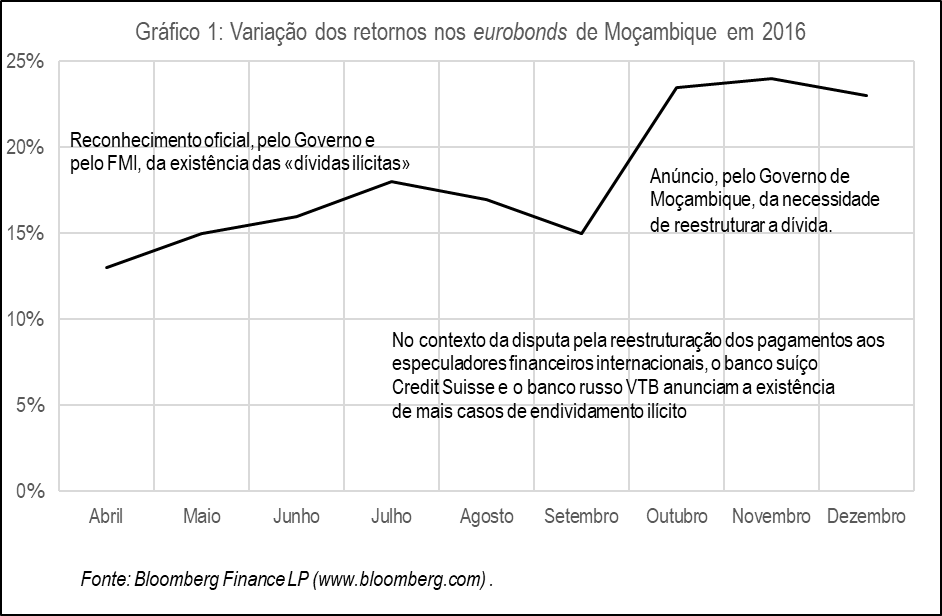 Gráfico 1: Variação dos retornos nos eurobonds de Moçambique em 2016
25%
20%
15%
10%
5%
0%
Reconhecimento oficial, pelo Governo e
pelo FMI, da existência das «dívidas ilícitas»
Anúncio, pelo Governo de
Moçambique, da necessidade
de reestruturar a dívida.
No contexto da disputa pela reestruturação dos pagamentos aos
especuladores financeiros internacionais, o banco suíço
Credit Suisse e o banco russo VTB anunciam a existência
de mais casos de endividamento ilícito
Abril Maio Junho Julho Agosto Setembro Outubro Novembro Dezembro
Fonte: Bloomberg Finance LP (www.bloomberg.com) .